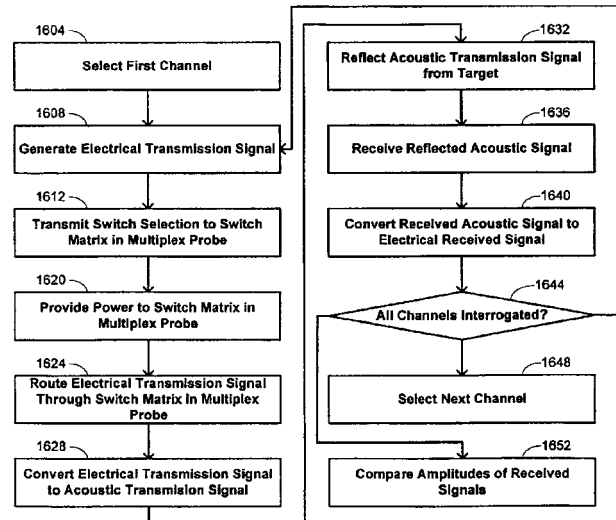 1604
Select First Channel
1608
Generate Electrical Transmission Signal
1612
Transmit Switch Selection to Switch
Matrix in Multiplex Probe
1620
Provide Power to Switch Matrix in
Multiplex Probe
1624
Route Electrical Transmission Signal
Through Switch Matrix In Multiplex
Probe
1628
Convert Electrical Transmission Signal
to Acoustic Transmision Signal
1632
Reflect Acoustic Transmission Signal
from Target
1636
Receive Reflected Acoustic Signal
1640
Convert Received Acoustic Signal to
Electrical Received Signal
1644
All Channels Interrogated?
1648
Select Next Channel
1652
Compare Amplitudes of Received
Signals